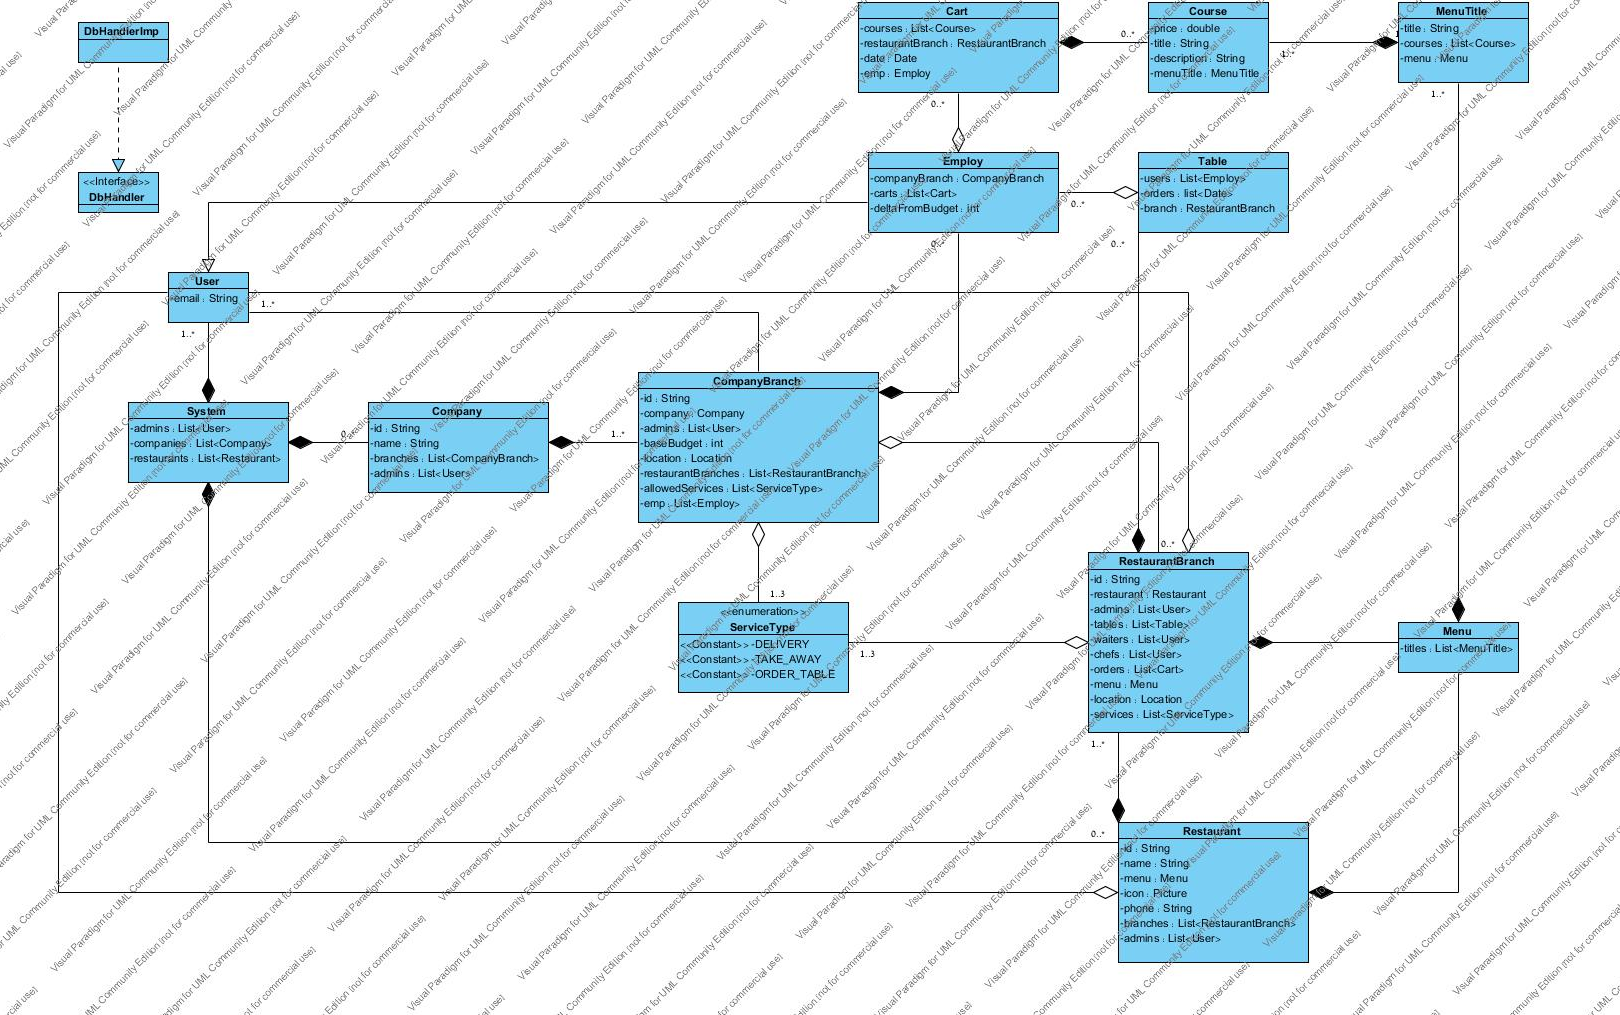 DbHandlerImp
<<Interface>>
DbHandler
Cart
-courses : List<Course>
-restaurantBranch : RestaurantBranch
-date : Date
-emp : Employ
0..*
Course
-price : double
-title : String
-description : String
-menuTitle : MenuTitle
1..*
MenuTitle
-title : String
-courses : List<Course>
-menu : Menu
1
1..*
0..*
Employ
-companyBranch : CompanyBranch
-carts : List<Cart>
-deltaFromBudget : int
0..*
0..*
Table
-users : List<Employ>
-orders : list<Date>
-branch : RestaurantBranch
0..*
User
-email : String
1..*
1..*
System
-admins : List<User>
-companies : List<Company>
-restaurants : List<Restaurant>
Company
-id : String
-name : String
-branches : List<CompanyBranch>
-admins : List<User>
1..*
CompanyBranch
-id : String
-company : Company
-admins : List<User>
-baseBudget : int
-location : Location
-restaurantBranches : List<RestaurantBranch>
-allowedServices : List<ServiceType>
-emp : List<Employ>
1..3
<<enumeration>>
ServiceType
<<Constant>> -DELIVERY
<<Constant>> -TAKE_AWAY
<<Constant>> -ORDER_TABLE
1..3
0..*
RestaurantBranch
-id : String
-restaurant : Restaurant
-admins : List<User>
-tables : List<Table>
-waiters : List<User>
-chefs : List<User>
-orders : List<Cart>
-menu : Menu
-location : Location
-services : List<ServiceType>
1..*
Menu
-titles : List<MenuTitle>
0..*
Restaurant
-id : String
-name : String
-menu : Menu
-icon : Picture
-phone : String
-branches : List<RestaurantBranch>
-admins : List<User>
Visual Paradigm for UML Community Edition [not for commercial use]